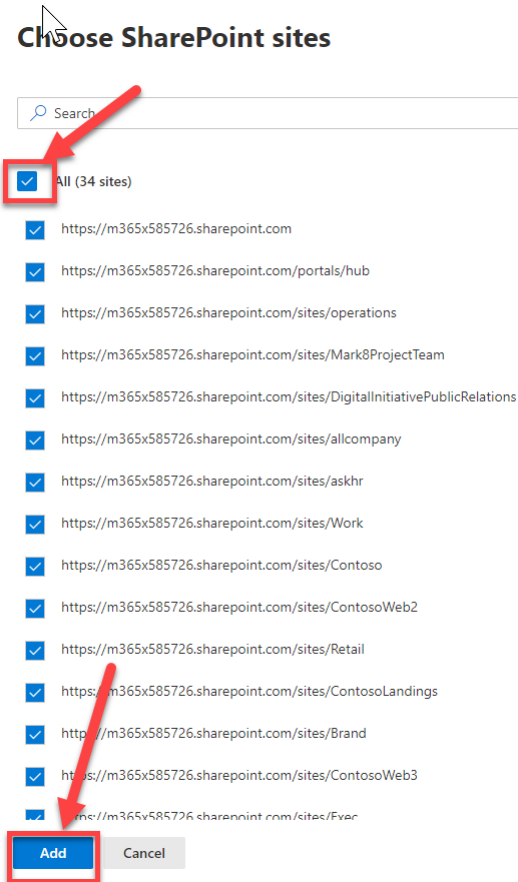 Choose SharePoint sites
Search
All (34 sites)
https://m365x585726.sharepoint.com
https://m365x585726.sharepoint.com/portals/hub
https://m365x585726.sharepoint.com/sites/operations
https://m365x585726.sharepoint.com/sites/Mark8ProjectTeam
https://m365x585726.sharepoint.com/sites/DigitalInitiativePublicRelations
https://m365x585726.sharepoint.com/sites/allcompany
https://m365x585726.sharepoint.com/sites/askhr
https://m365x585726.sharepoint.com/sites/Work
https://m365x585726.sharepoint.com/sites/Contoso
https://m365x585726.sharepoint.com/sites/ContosoWeb2
https://m365x585726.sharepoint.com/sites/Retail
https://m365x585726.sharepoint.com/sites/ContosoLandings
https://m365x585726.sharepoint.com/sites/Brand
https://m365x585726.sharepoint.com/sites/ContosoWeb3
https://m365x585726.sharepoint.com/sites/Exec
Add
Cancel